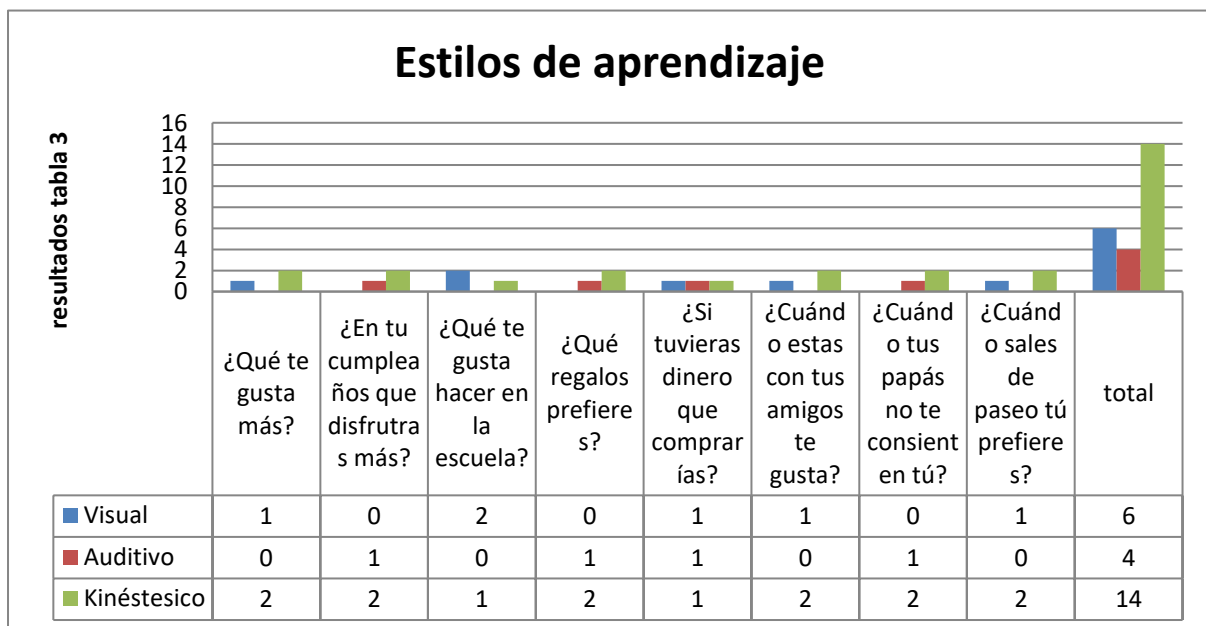 Estilos de aprendizaje
resultados tabla 3
16
14
12
10
8
6
4
2
0
¿Qué te
gusta
más?
¿En tu
cumplea
ños que
disfrutra
s más?
¿Qué te
gusta
hacer en
la
escuela?
¿Qué
regalos
prefiere
s?
¿Si
tuvieras
dinero
que
comprar
ías?
¿Cuánd
o estas
con tus
amigos
te
gusta?
¿Cuánd
o tus
papás
no te
consient
en tú?
¿Cuánd
o sales
de
paseo tú
prefiere
s?
total
Visual 1 0 2 0 1 1 0 1 6
Auditivo 0 1 0 1 1 0 1 0 4
Kinéstesico 2 2 1 2 1 2 2 2 14